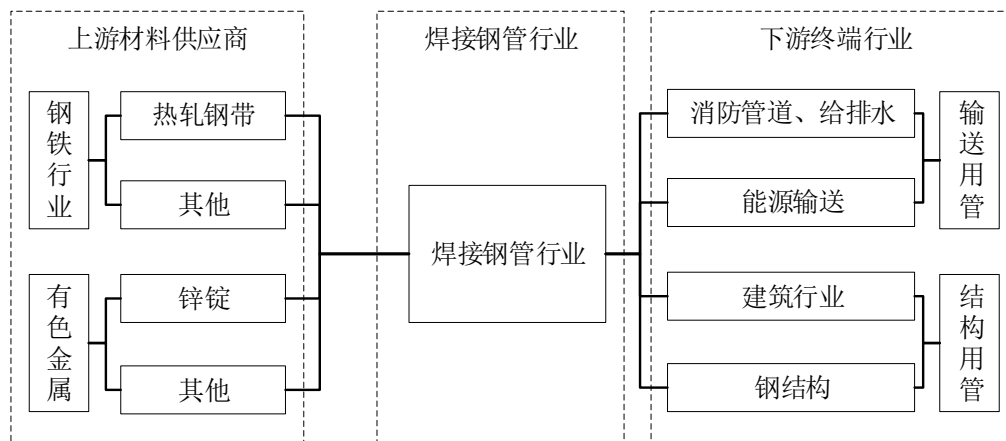 上游材料供应商
焊接钢管行业
下游终端行业
钢铁行业
热轧钢带
其他
有色金属
锌锭
其他
焊接钢管行业
消防管道、给排水
能源输送
输送用管
建筑行业
钢结构
结构用管